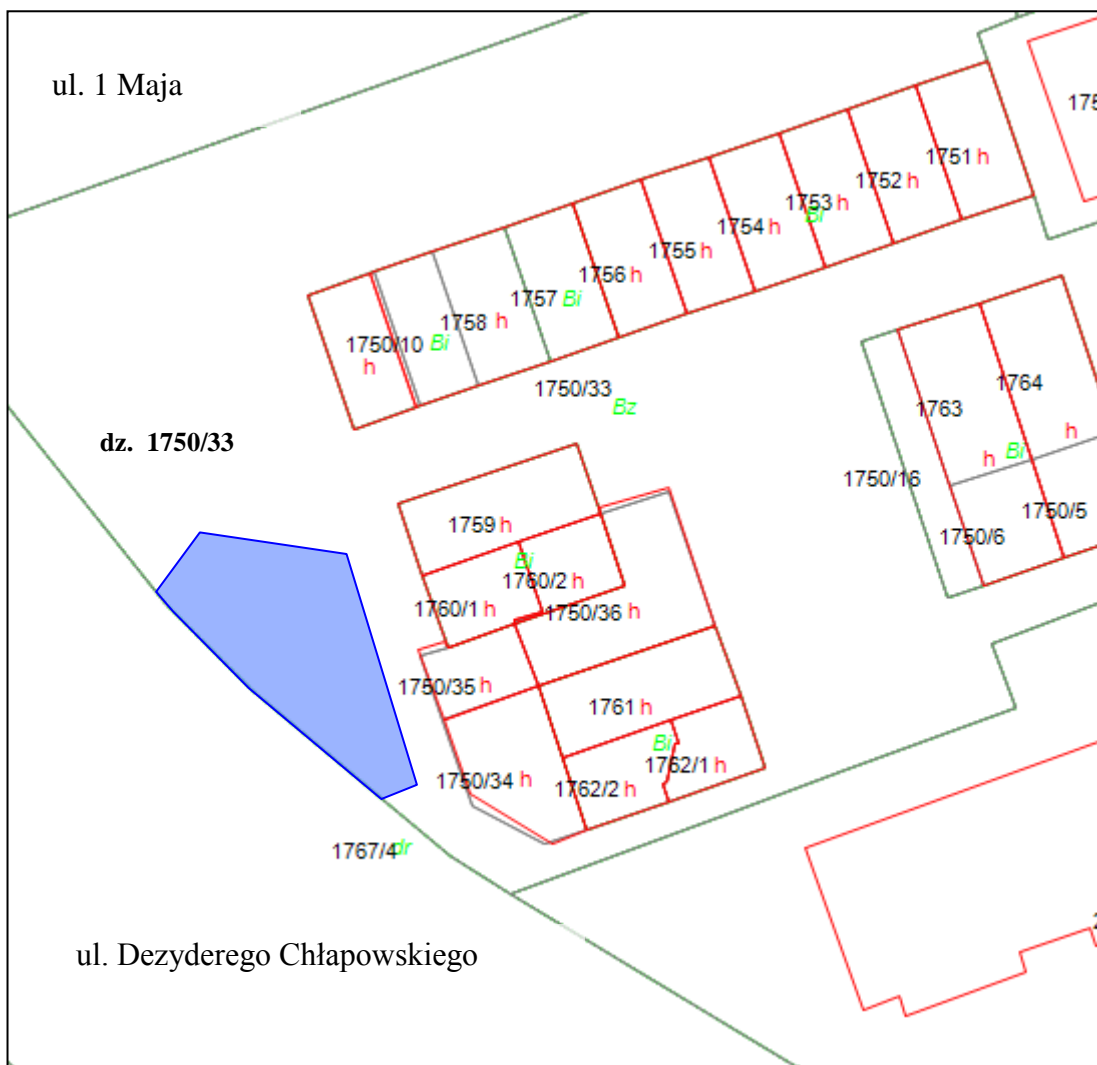 ul. 1 Maja
1751 h
1752 h
1753 h
Bi
1754 h
1755 h
1756 h
1757 Bi
1758 h
1750/10 Bi
h
1750/33
Bz
1764
1763
h
Bi
h
dz. 1750/33
1750/16
1750/5
1750/6
1759 h
Bi
1760/2 h
1760/1 h
1750/36 h
1750/35 h
1761 h
Bi
1762/1 h
1750/34 h
1762/2 h
1767/4 dr
ul. Dezyderego Chłapowskiego